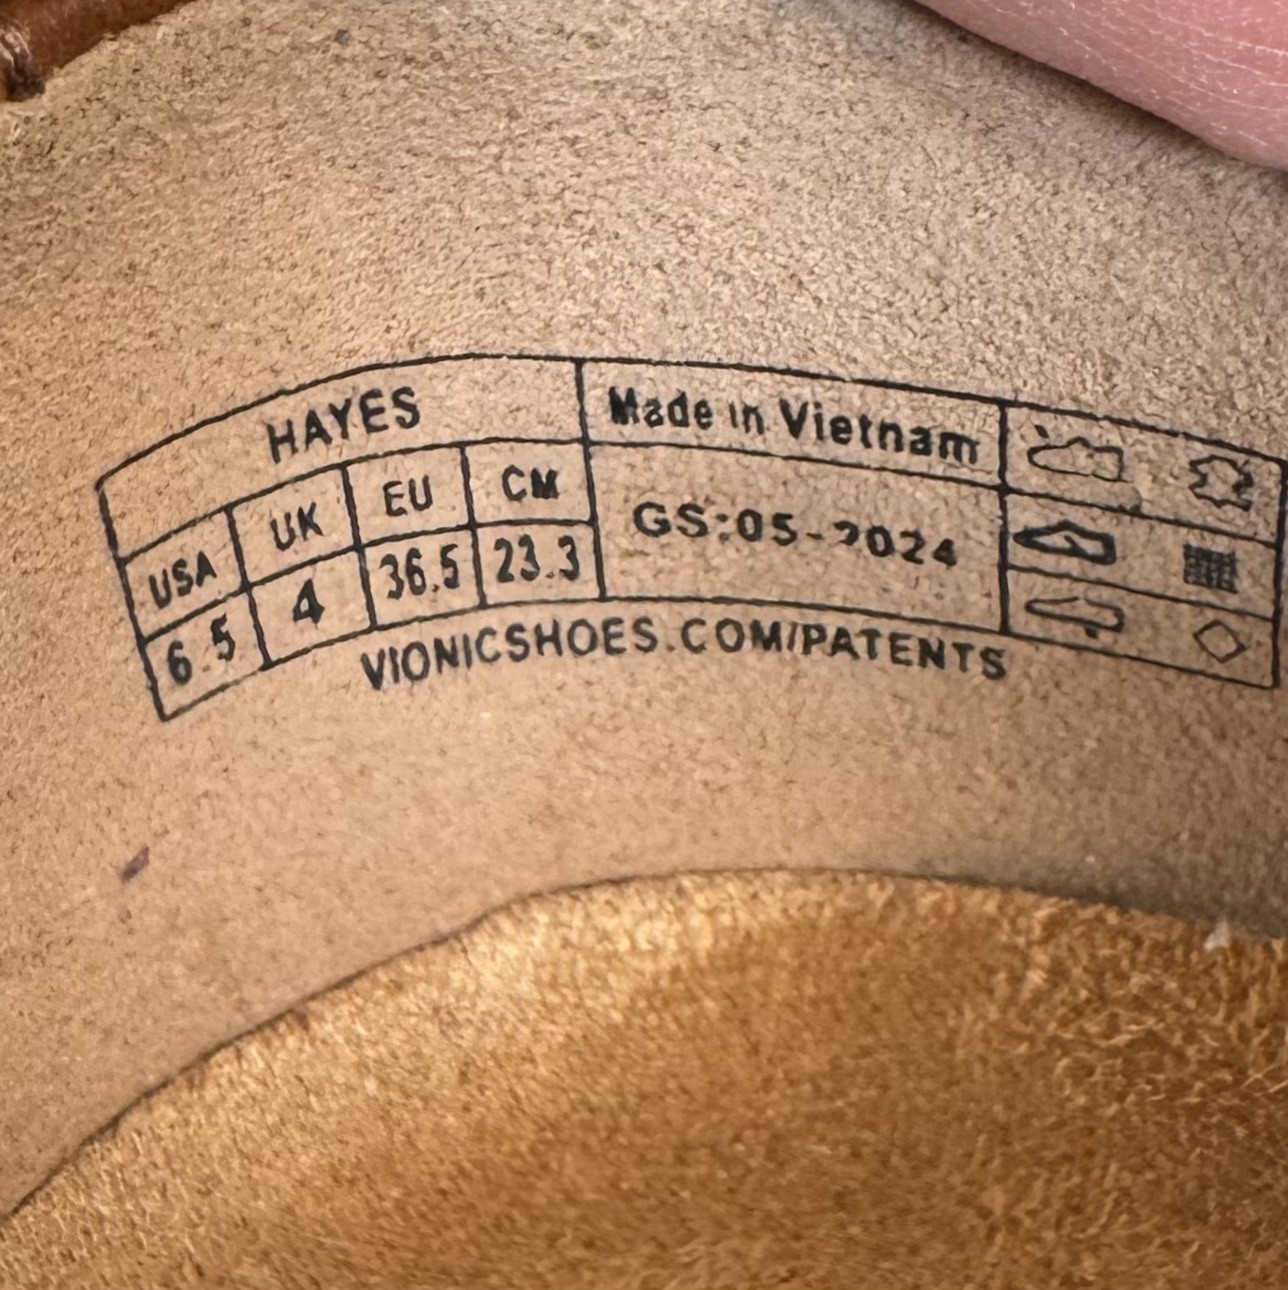 HAYES
Made in Vietnam
USA UK EU CM
6.5 4 36.5 23.3
GS:05-2024
VIONICSHOES.COM/PATENTS